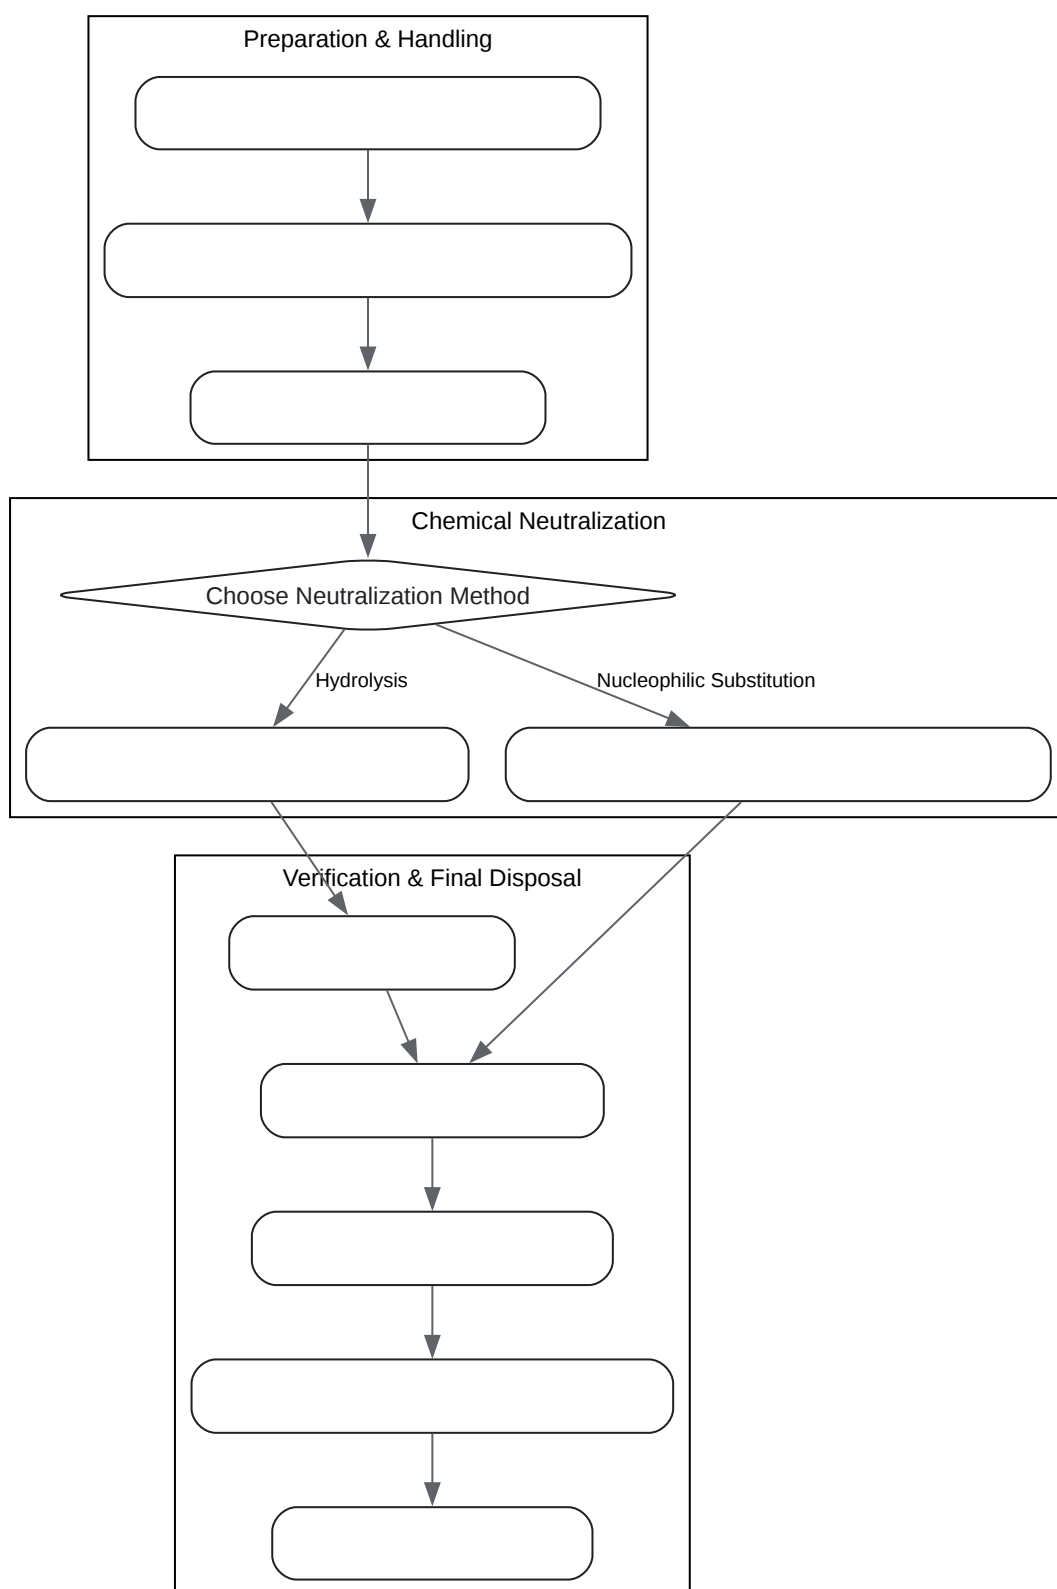 Preparation & Handling
Chemical Neutralization
Choose Neutralization Method
Hydrolysis
Nucleophilic Substitution
Verification & Final Disposal